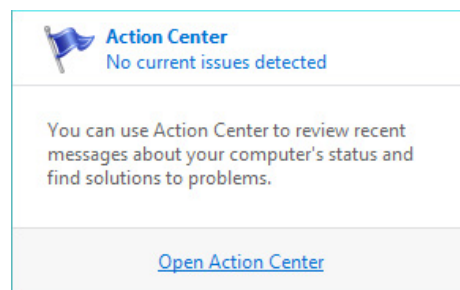 Action Center
No current issues detected
You can use Action Center to review recent
messages about your computer's status and
find solutions to problems.
Open Action Center